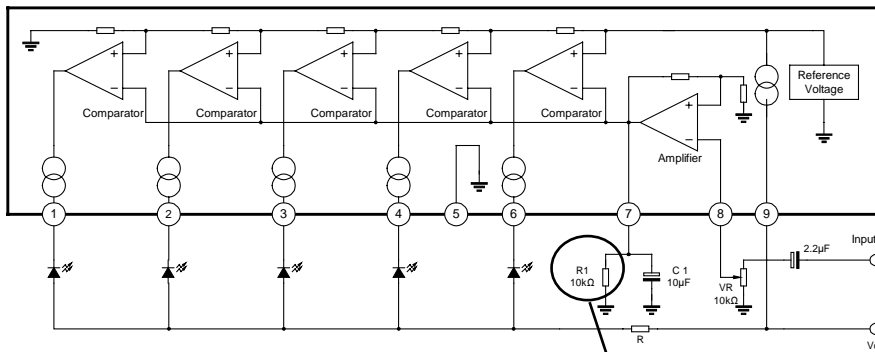 +
+
+
+
+
−
−
−
−
−
Reference
Voltage
Comparator
Comparator
Comparator
Comparator
Comparator
+
−
Amplifier
1
2
3
4
5
6
7
8
9
2.2µF
Input
R1
10kΩ
C 1
10µF
VR
10kΩ
R